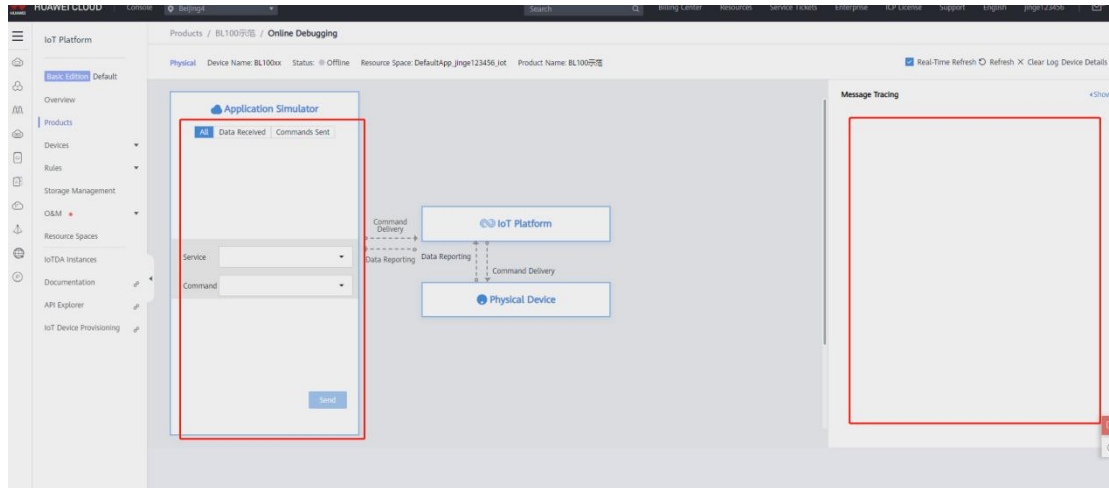 HUAWEI
HUAWEI CLOUD Console Beijing4 Search Billing Center Resources Service Tickets Enterprise ICP License Support English jinge123456
IoT Platform
Products / BL100示范 / Online Debugging
Physical Device Name: BL100xx Status: Offline Resource Space: DefaultApp_jinge123456_iot Product Name: BL100示范 Real-Time Refresh Refresh Clear Log Device Details
Basic Edition Default
Overview
Products
Devices
Rules
Storage Management
O&M
Resource Spaces
IoTDA Instances
Documentation
API Explorer
IoT Device Provisioning
Application Simulator
All Data Received Commands Sent
Service
Command
Send
Command
Delivery
Data Reporting
IoT Platform
Data Reporting
Command Delivery
Physical Device
Message Tracing
Show